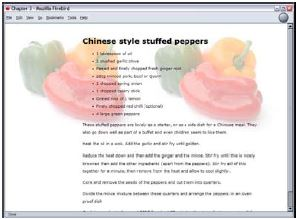 Chapter 3 - Mozilla Firebird
File Edit View Go Bookmarks Tools Help
Chinese style stuffed peppers
1 tablespoon of oil
1 crushed garlic clove
Peeled and finely chopped fresh ginger root
minced pork, beef or
2 chopped spring onion
1 chopped celery stick
Grated rind of 1 lemon
Finely chopped red chilli (optional)
4 large green peppers
These stuffed peppers are lovely as a starter, or as a side dish for a Chinese meal. They
also go down well as part of a buffet and even children seem to like them.
Heat the oil in a wok. Add the garlic and stir fry until golden.
Reduce the heat down and then add the ginger and the mince. Stir fry until this is nicely
browned then add the other ingredients (apart from the peppers). Stir fry all of this
together for a minute, then remove from the heat and allow to cool slightly.
Core and remove the seeds of the peppers and cut them into quarters.
Divide the mince mixture between these quarters and arrange the peppers in an oven
proof dish
Done